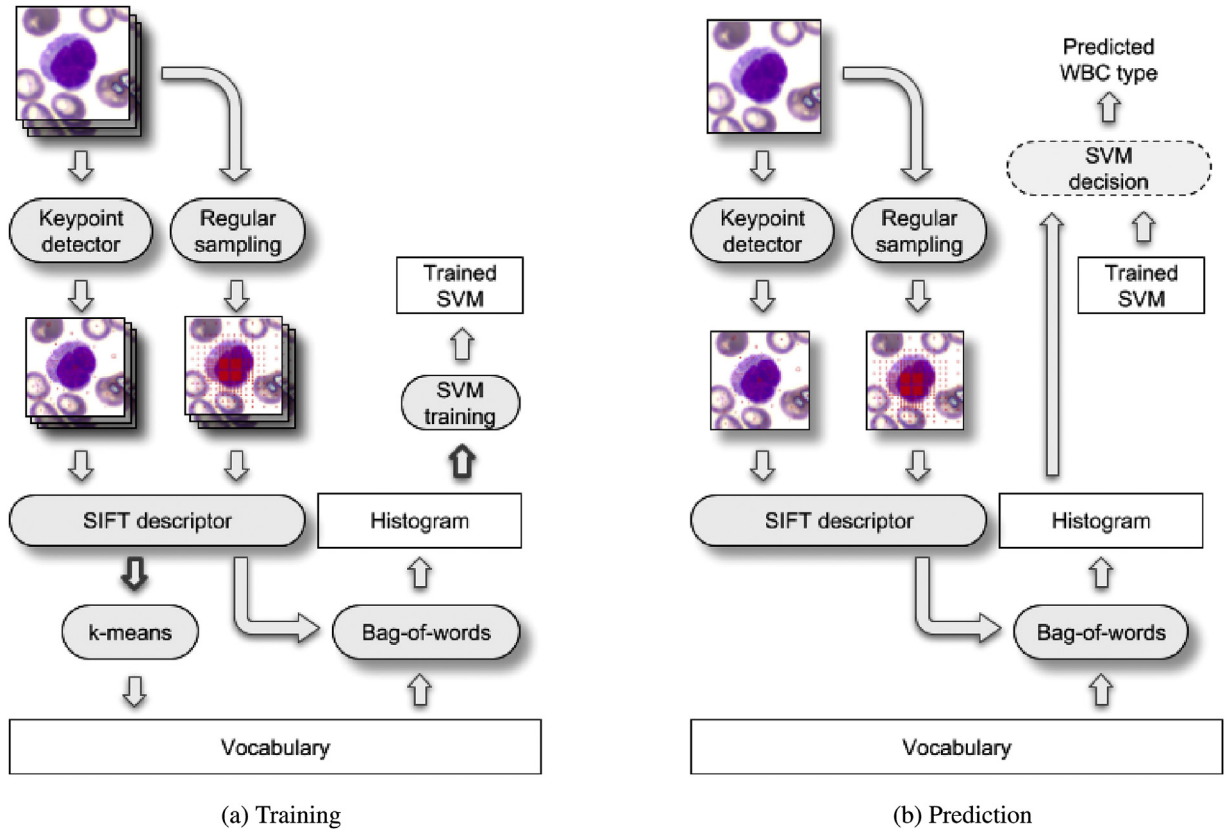 Keypoint
detector
Regular
sampling
Trained
SVM
SVM
training
SIFT descriptor
Histogram
k-means
Bag-of-words
Vocabulary
(a) Training
Predicted
WBC type
SVM
decision
Keypoint
detector
Regular
sampling
Trained
SVM
SIFT descriptor
Histogram
Bag-of-words
Vocabulary
(b) Prediction